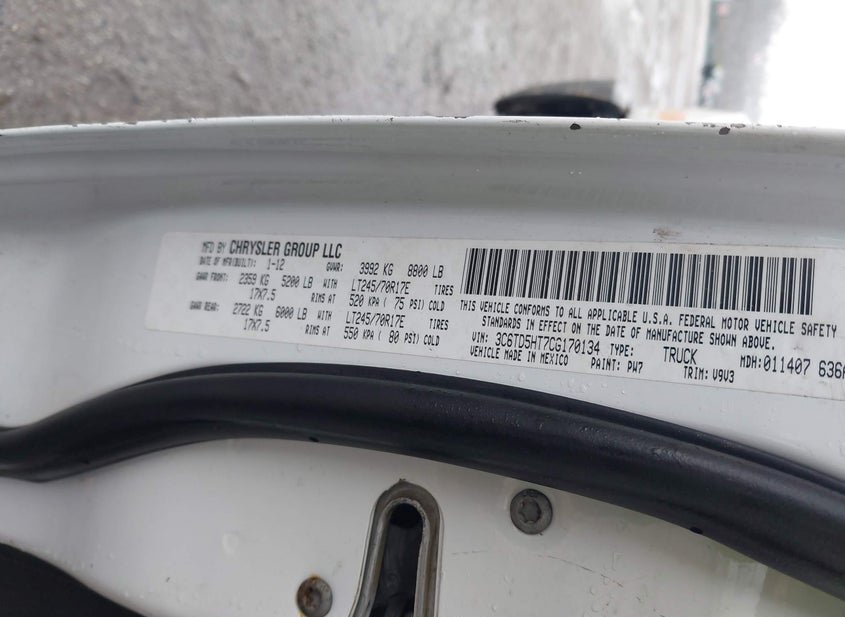 MFD BY CHRYSLER GROUP LLC
DATE OF MFR(BUILT): 1-12 GVWR: 3992 KG 8800 LB
GAWR FRONT: 2359 KG 5200 LB WITH LT245/70R17E TIRES
17X7.5 RIMS AT 520 KPA ( 75 PSI) COLD
GAWR REAR: 2722 KG 6000 LB WITH LT245/70R17E TIRES
17X7.5 RIMS AT 550 KPA ( 80 PSI) COLD
THIS VEHICLE CONFORMS TO ALL APPLICABLE U.S.A. FEDERAL MOTOR VEHICLE SAFETY
STANDARDS IN EFFECT ON THE DATE OF MANUFACTURE SHOWN ABOVE.
VIN: 3C6TD5HT7CG170134 TYPE: TRUCK MDH:011407 636
VEHICLE MADE IN MEXICO PAINT: PW7 TRIM: V9V3